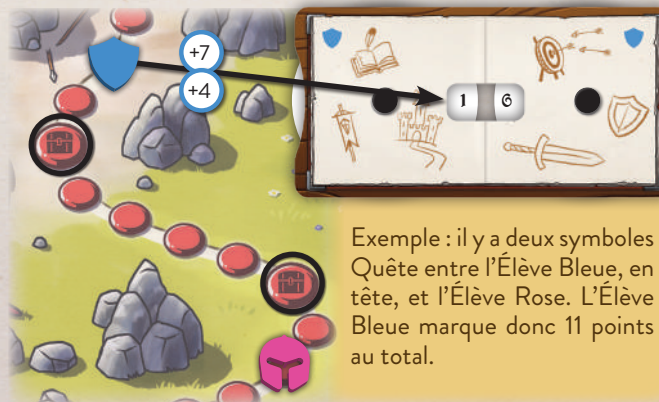 +7
+4
1 6
Exemple : il y a deux symboles
Quête entre l’Élève Bleue, en
tête, et l’Élève Rose. L’Élève
Bleue marque donc 11 points
au total.